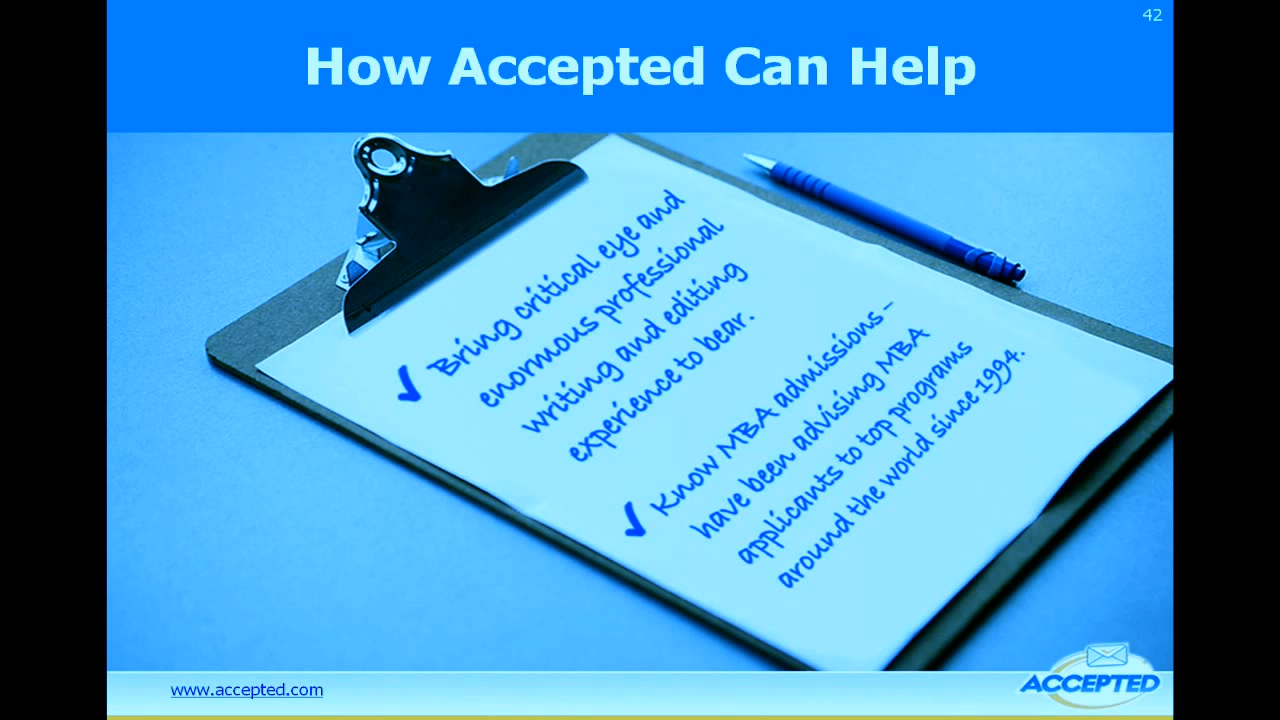 42
How Accepted Can Help
✓ Bring critical eye and
enormous professional
writing and editing
experience to bear.
✓ Know MBA admissions –
have been advising MBA
applicants to top programs
around the world since 1994.
www.accepted.com
ACCEPTED